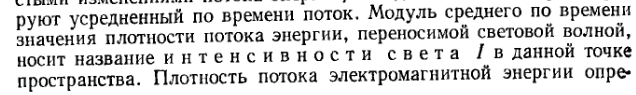 руют усредненный по времени поток. Модуль среднего по времени
значения плотности потока энергии, переносимой световой волной,
носит название интенсивности света I в данной точке
пространства. Плотность потока электромагнитной энергии опре-